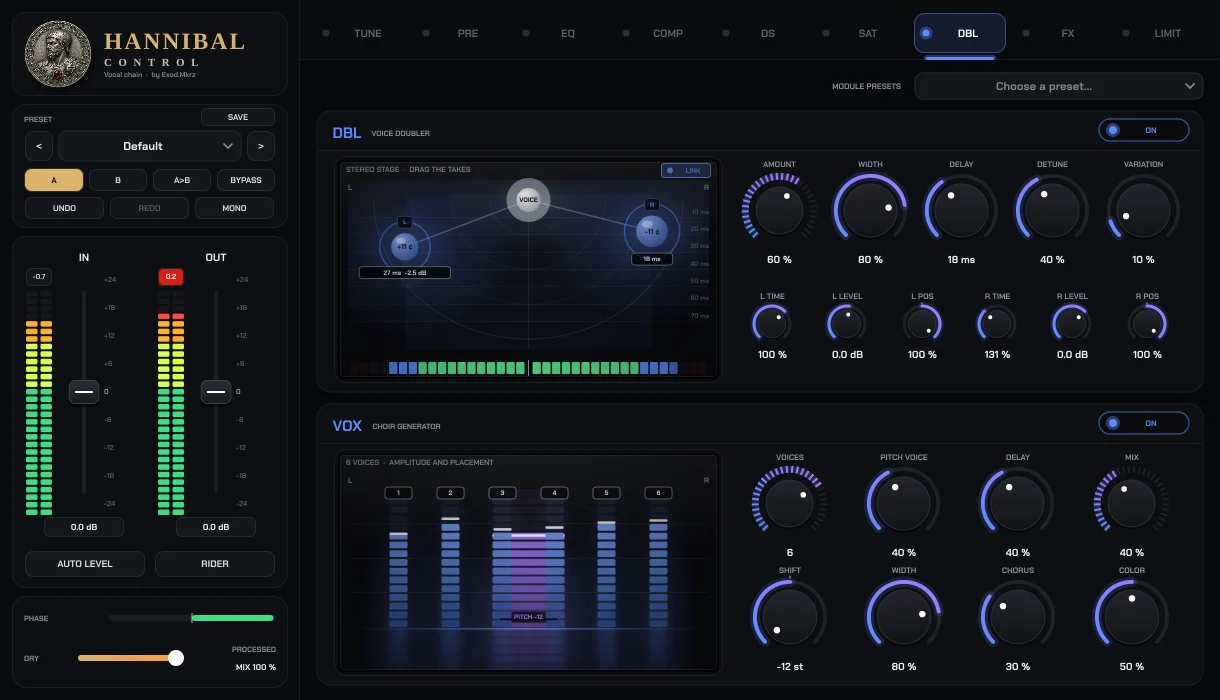 HANNIBAL
CONTROL
Vocal chain · by Exod.Mkrz
PRESET
SAVE
<
Default
>
A
B
A>B
BYPASS
UNDO
REDO
MONO
IN
OUT
-0.7
0.2
+24
+24
+18
+18
+12
+12
+6
+6
0
0
-6
-6
-12
-12
-18
-18
-24
-24
0.0 dB
0.0 dB
AUTO LEVEL
RIDER
PHASE
DRY
PROCESSED
MIX 100 %
TUNE
PRE
EQ
COMP
DS
SAT
DBL
FX
LIMIT
MODULE PRESETS
Choose a preset...
DBL VOICE DOUBLER
ON
STEREO STAGE · DRAG THE TAKES
LINK
L
R
VOICE
L
+11 c
27 ms -2.5 dB
R
-11 c
18 ms
10 ms
20 ms
30 ms
40 ms
50 ms
60 ms
70 ms
AMOUNT
WIDTH
DELAY
DETUNE
VARIATION
60 %
80 %
18 ms
40 %
10 %
L TIME
L LEVEL
L POS
R TIME
R LEVEL
R POS
100 %
0.0 dB
100 %
131 %
0.0 dB
100 %
VOX CHOIR GENERATOR
ON
6 VOICES · AMPLITUDE AND PLACEMENT
L
R
1
2
3
4
5
6
PITCH -12
VOICES
PITCH VOICE
DELAY
MIX
6
40 %
40 %
40 %
SHIFT
WIDTH
CHORUS
COLOR
-12 st
80 %
30 %
50 %